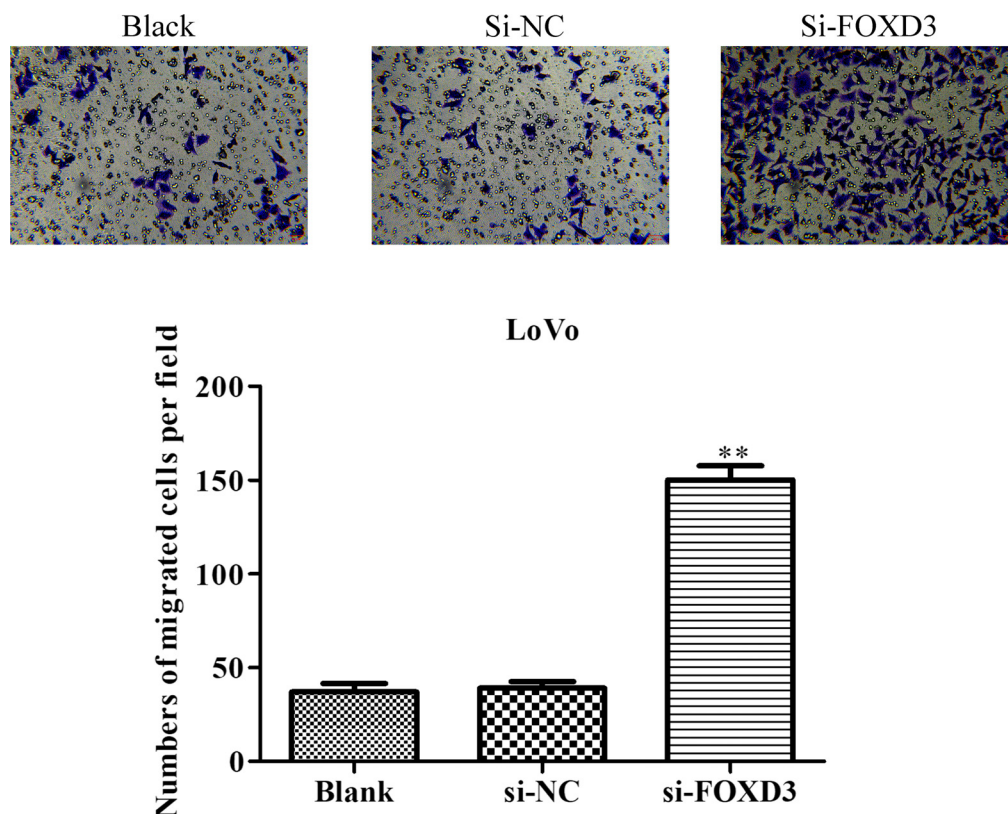 Black
Si-NC
Si-FOXD3
LoVo
Numbers of migrated cells per field
200
150
100
50
0
**
Blank
si-NC
si-FOXD3